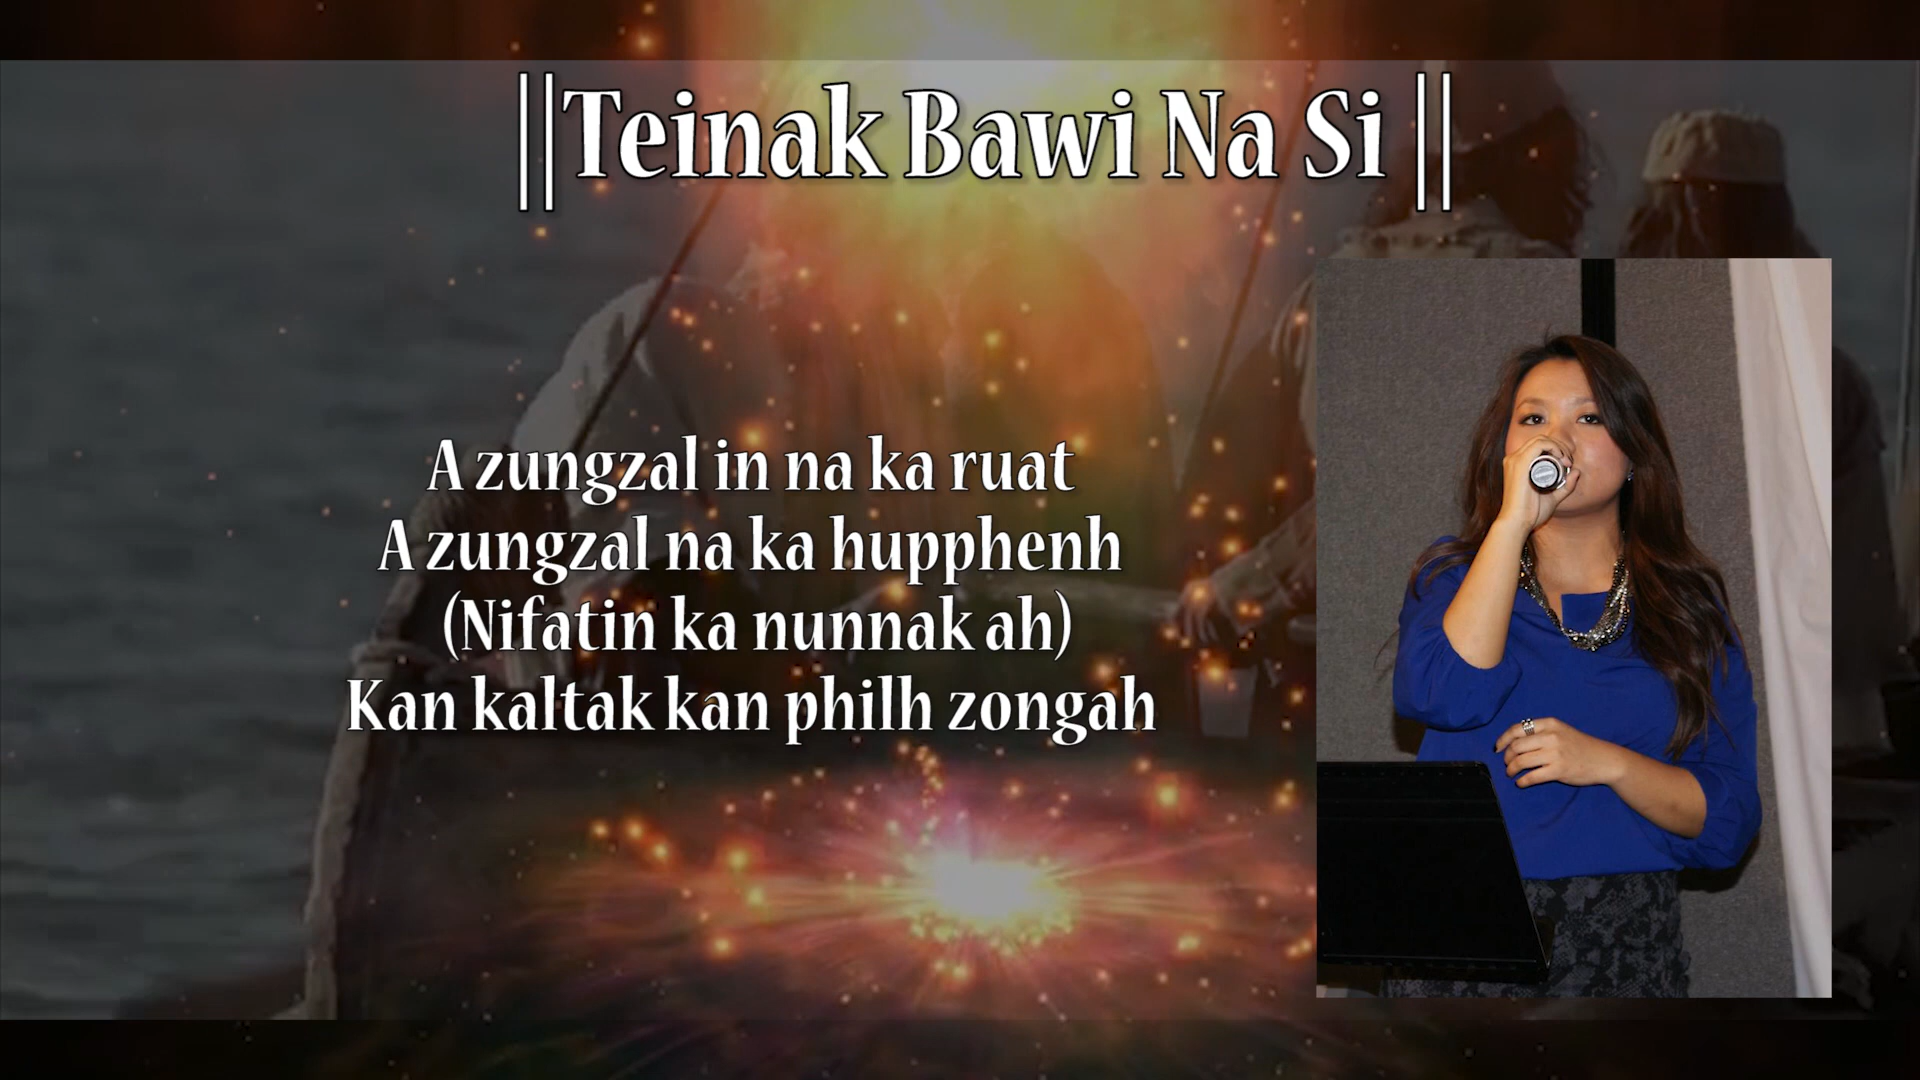 ||Teinak Bawi Na Si ||
A zungzal in na ka ruat
A zungzal na ka hupphenh
(Nifatin ka nunnak ah)
Kan kaltak kan philh zongah